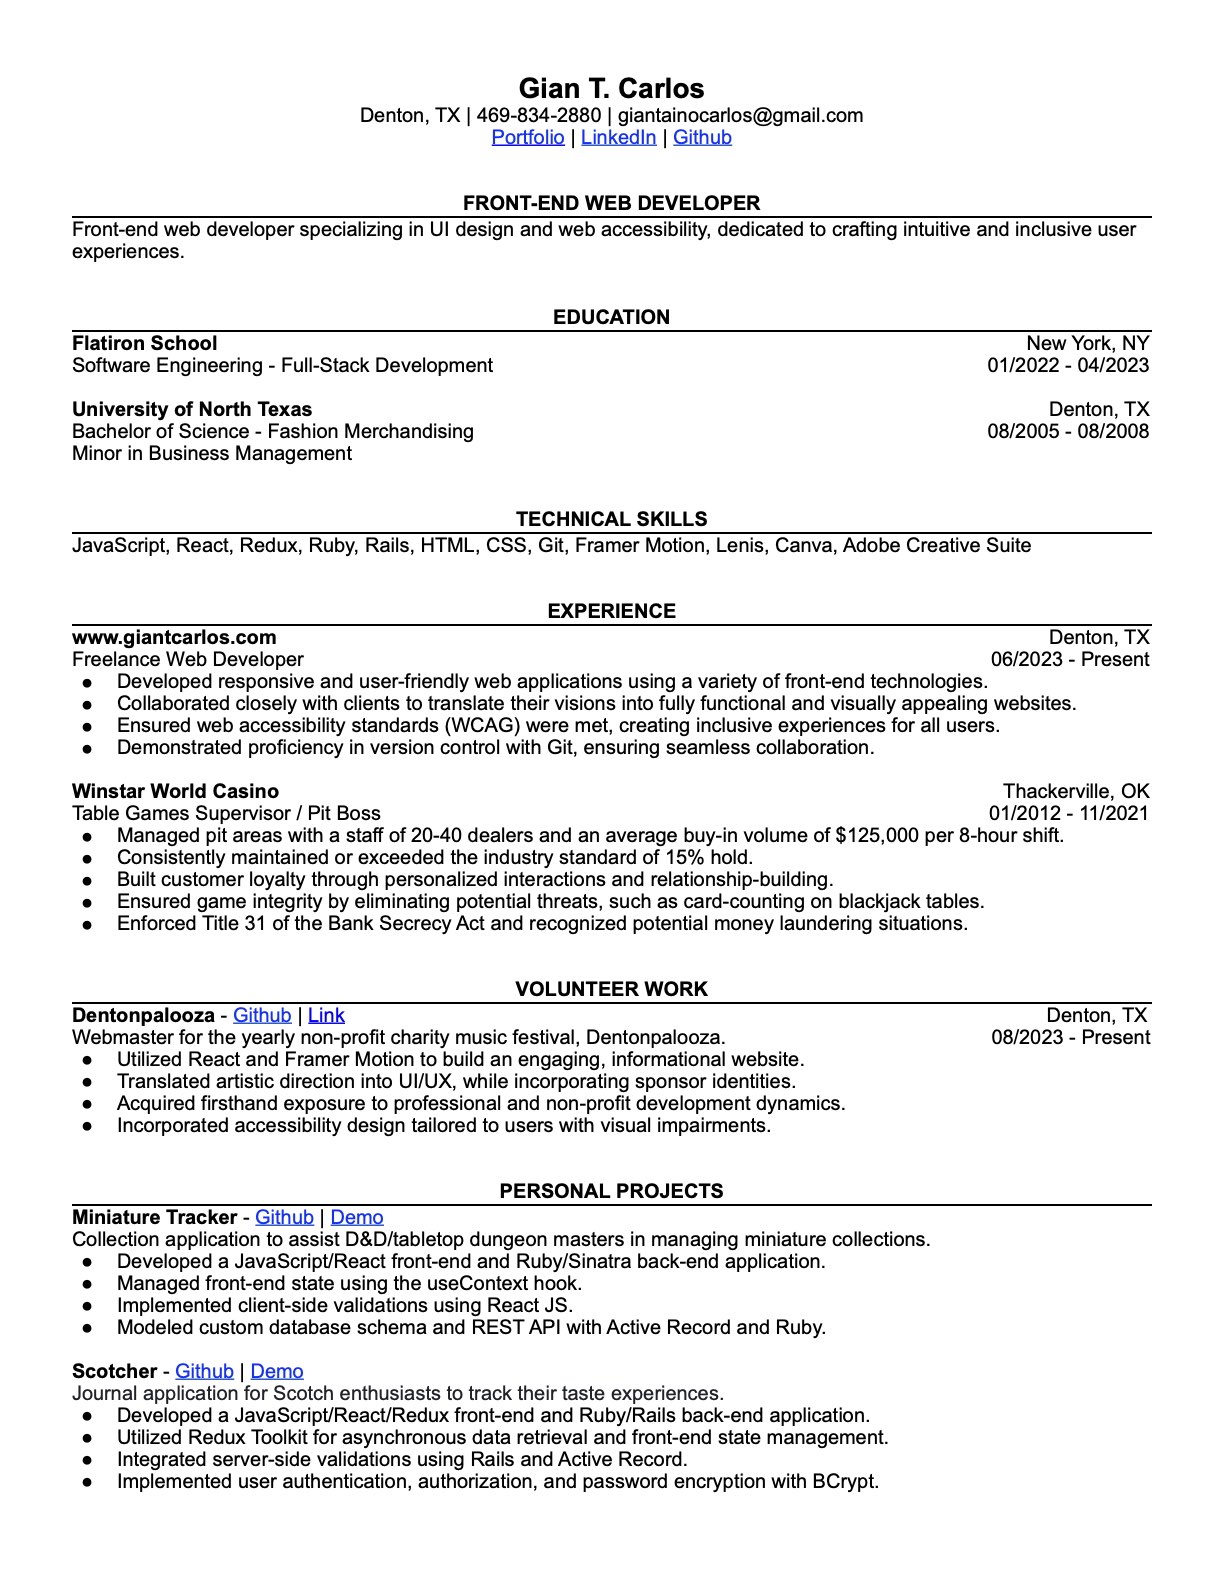 Gian T. Carlos
Denton, TX | 469-834-2880 | giantainocarlos@gmail.com
Portfolio | LinkedIn | Github
FRONT-END WEB DEVELOPER
Front-end web developer specializing in UI design and web accessibility, dedicated to crafting intuitive and inclusive user
experiences.
EDUCATION
Flatiron School New York, NY
Software Engineering - Full-Stack Development 01/2022 - 04/2023
University of North Texas Denton, TX
Bachelor of Science - Fashion Merchandising 08/2005 - 08/2008
Minor in Business Management
TECHNICAL SKILLS
JavaScript, React, Redux, Ruby, Rails, HTML, CSS, Git, Framer Motion, Lenis, Canva, Adobe Creative Suite
EXPERIENCE
www.giantcarlos.com Denton, TX
Freelance Web Developer 06/2023 - Present
● Developed responsive and user-friendly web applications using a variety of front-end technologies.
● Collaborated closely with clients to translate their visions into fully functional and visually appealing websites.
● Ensured web accessibility standards (WCAG) were met, creating inclusive experiences for all users.
● Demonstrated proficiency in version control with Git, ensuring seamless collaboration.
Winstar World Casino Thackerville, OK
Table Games Supervisor / Pit Boss 01/2012 - 11/2021
● Managed pit areas with a staff of 20-40 dealers and an average buy-in volume of $125,000 per 8-hour shift.
● Consistently maintained or exceeded the industry standard of 15% hold.
● Built customer loyalty through personalized interactions and relationship-building.
● Ensured game integrity by eliminating potential threats, such as card-counting on blackjack tables.
● Enforced Title 31 of the Bank Secrecy Act and recognized potential money laundering situations.
VOLUNTEER WORK
Dentonpalooza - Github | Link Denton, TX
Webmaster for the yearly non-profit charity music festival, Dentonpalooza. 08/2023 - Present
● Utilized React and Framer Motion to build an engaging, informational website.
● Translated artistic direction into UI/UX, while incorporating sponsor identities.
● Acquired firsthand exposure to professional and non-profit development dynamics.
● Incorporated accessibility design tailored to users with visual impairments.
PERSONAL PROJECTS
Miniature Tracker - Github | Demo
Collection application to assist D&D/tabletop dungeon masters in managing miniature collections.
● Developed a JavaScript/React front-end and Ruby/Sinatra back-end application.
● Managed front-end state using the useContext hook.
● Implemented client-side validations using React JS.
● Modeled custom database schema and REST API with Active Record and Ruby.
Scotcher - Github | Demo
Journal application for Scotch enthusiasts to track their taste experiences.
● Developed a JavaScript/React/Redux front-end and Ruby/Rails back-end application.
● Utilized Redux Toolkit for asynchronous data retrieval and front-end state management.
● Integrated server-side validations using Rails and Active Record.
● Implemented user authentication, authorization, and password encryption with BCrypt.